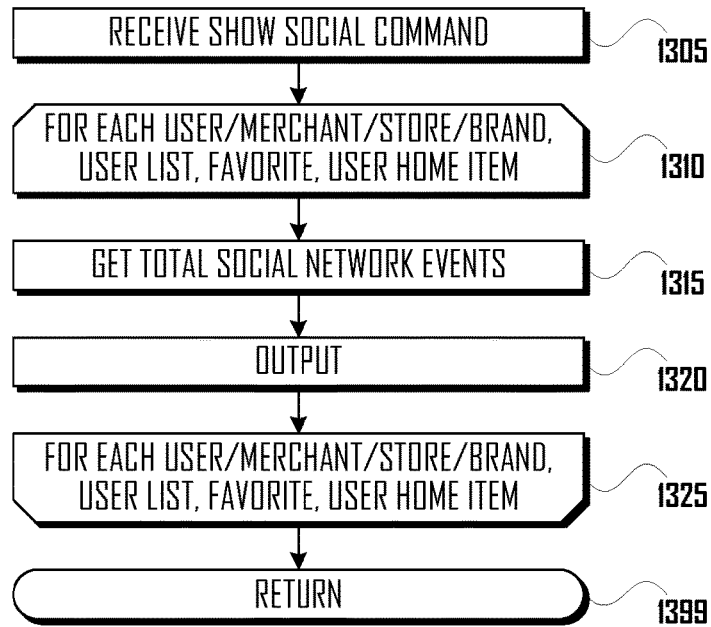 RECEIVE SHOW SOCIAL COMMAND
1305
FOR EACH USER/MERCHANT/STORE/BRAND,
USER LIST, FAVORITE, USER HOME ITEM
1310
GET TOTAL SOCIAL NETWORK EVENTS
1315
OUTPUT
1320
FOR EACH USER/MERCHANT/STORE/BRAND,
USER LIST, FAVORITE, USER HOME ITEM
1325
RETURN
1399